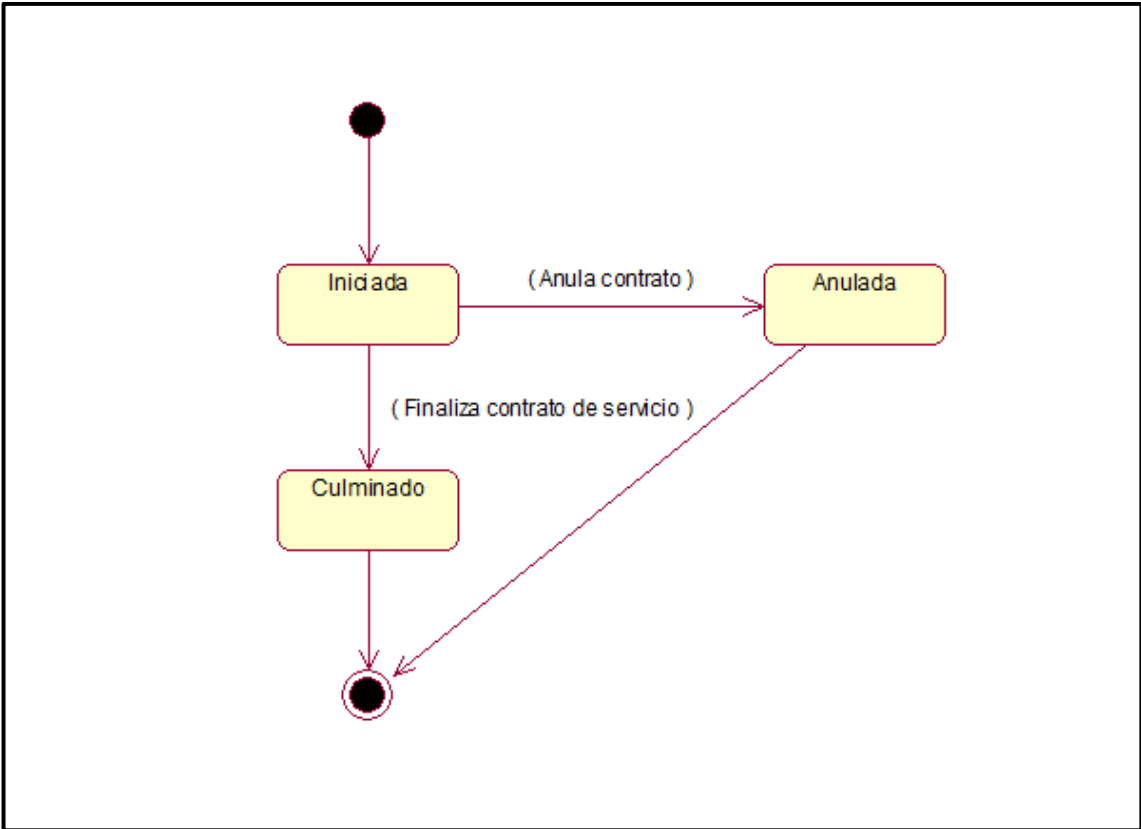 Iniciada
( Anula contrato )
Anulada
( Finaliza contrato de servicio )
Culminado